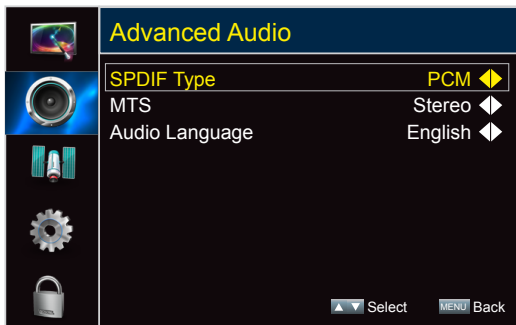 Advanced Audio
SPDIF Type PCM
MTS Stereo
Audio Language English
Select MENU Back